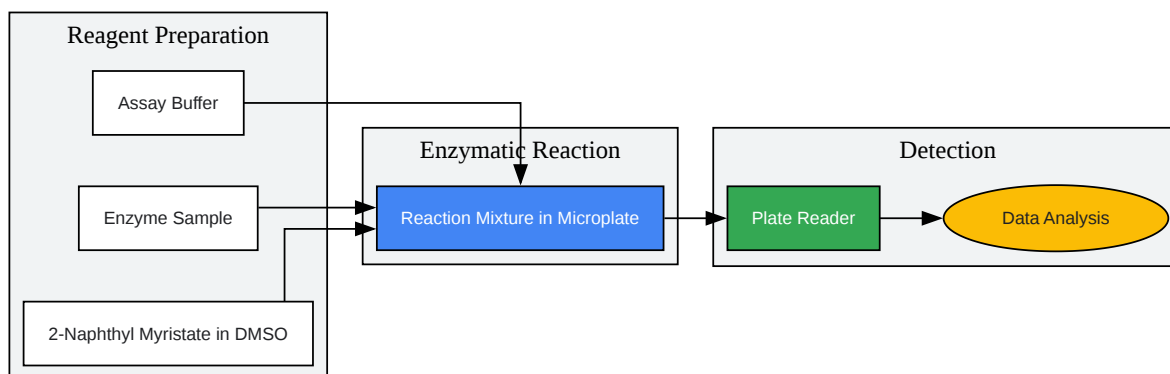 Reagent Preparation
Assay Buffer
Enzyme Sample
2-Naphthyl Myristate in DMSO
Enzymatic Reaction
Reaction Mixture in Microplate
Detection
Plate Reader
Data Analysis